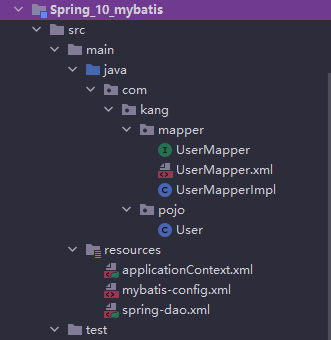 Spring_10_mybatis
src
main
java
com
kang
mapper
I UserMapper
UserMapper.xml
C UserMapperImpl
pojo
C User
resources
applicationContext.xml
mybatis-config.xml
spring-dao.xml
test